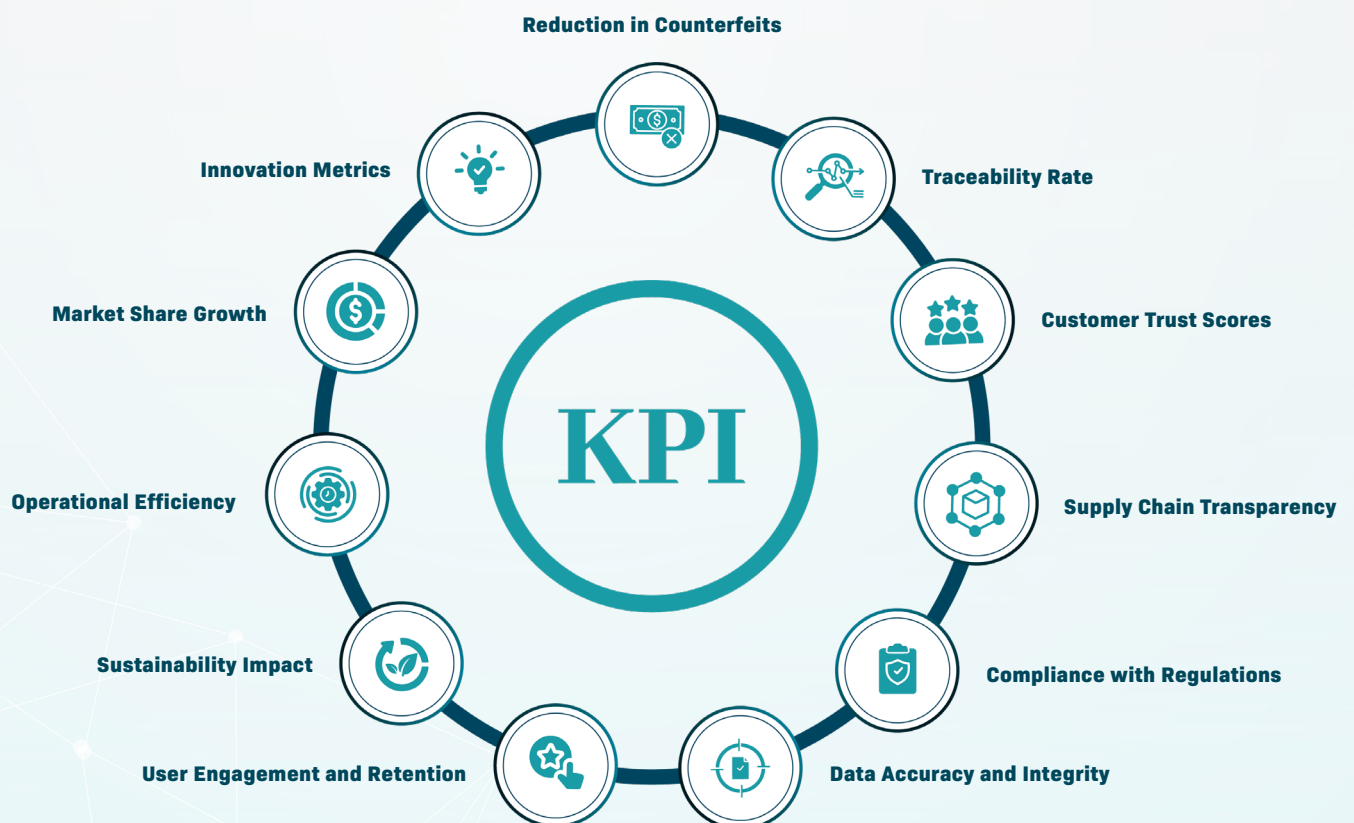 Reduction in Counterfeits
Innovation Metrics
Traceability Rate
Market Share Growth
Customer Trust Scores
KPI
Operational Efficiency
Supply Chain Transparency
Sustainability Impact
Compliance with Regulations
User Engagement and Retention
Data Accuracy and Integrity